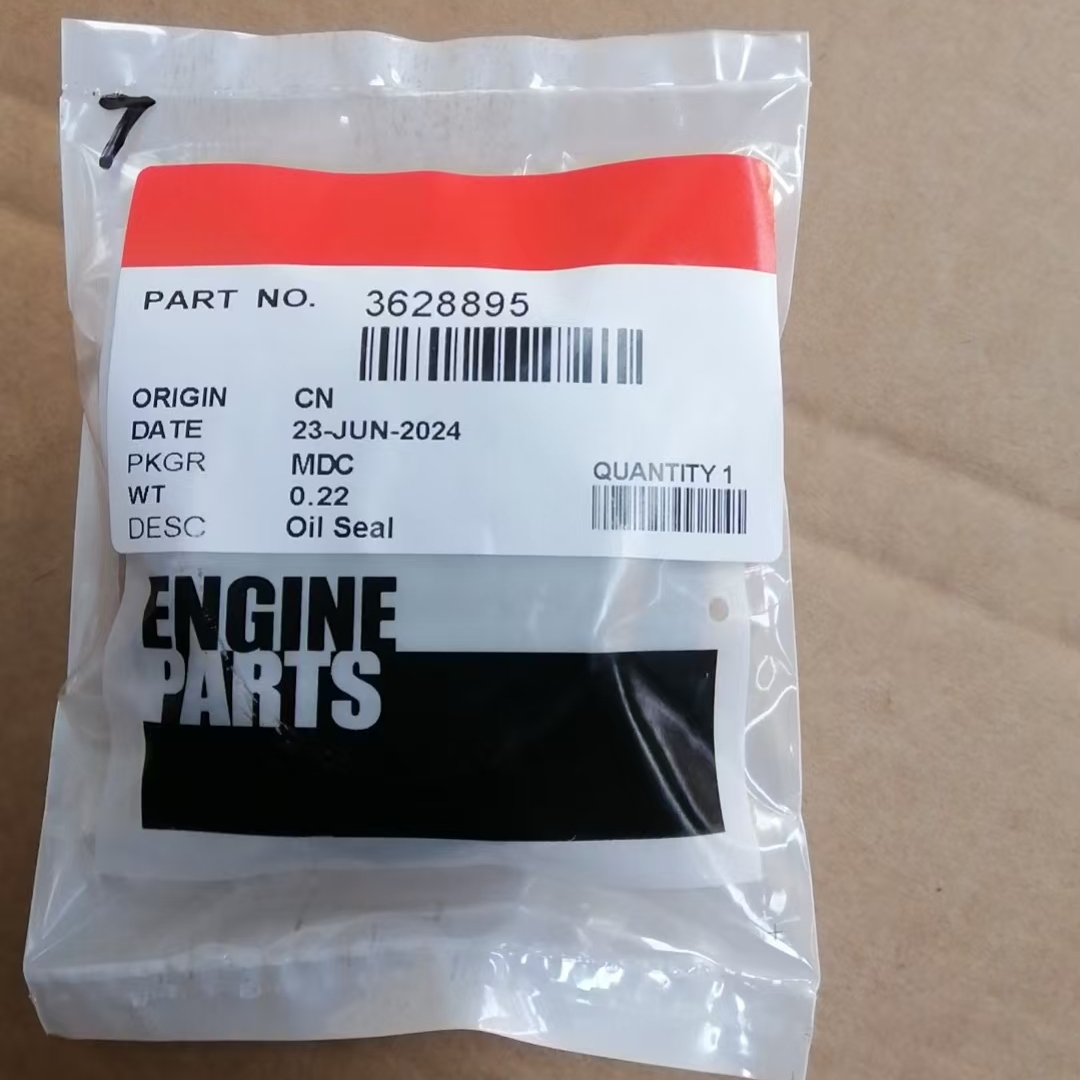 7
PART NO. 3628895
ORIGIN CN
DATE 23-JUN-2024
PKGR MDC
QUANTITY 1
WT 0.22
DESC Oil Seal
ENGINE
PARTS